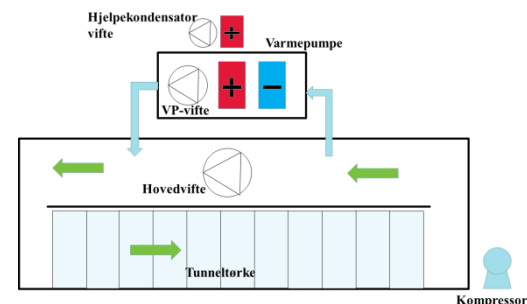 Hjelpekondensator
vifte
Varmepumpe
VP-vifte
Hovedvifte
Tunneltørke
Kompressor